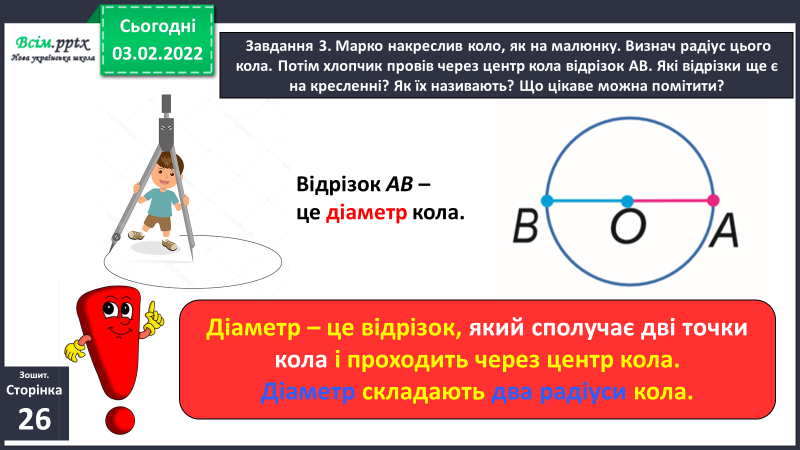 Всім.pptx
Нова українська школа
Сьогодні
03.02.2022
Завдання 3. Марко накреслив коло, як на малюнку. Визнач радіус цього
кола. Потім хлопчик провів через центр кола відрізок АВ. Які відрізки ще є
на кресленні? Як їх називають? Що цікаве можна помітити?
Відрізок АВ –
це діаметр кола.
В
О
А
Діаметр – це відрізок, який сполучає дві точки
кола і проходить через центр кола.
Діаметр складають два радіуси кола.
Зошит.
Сторінка
26